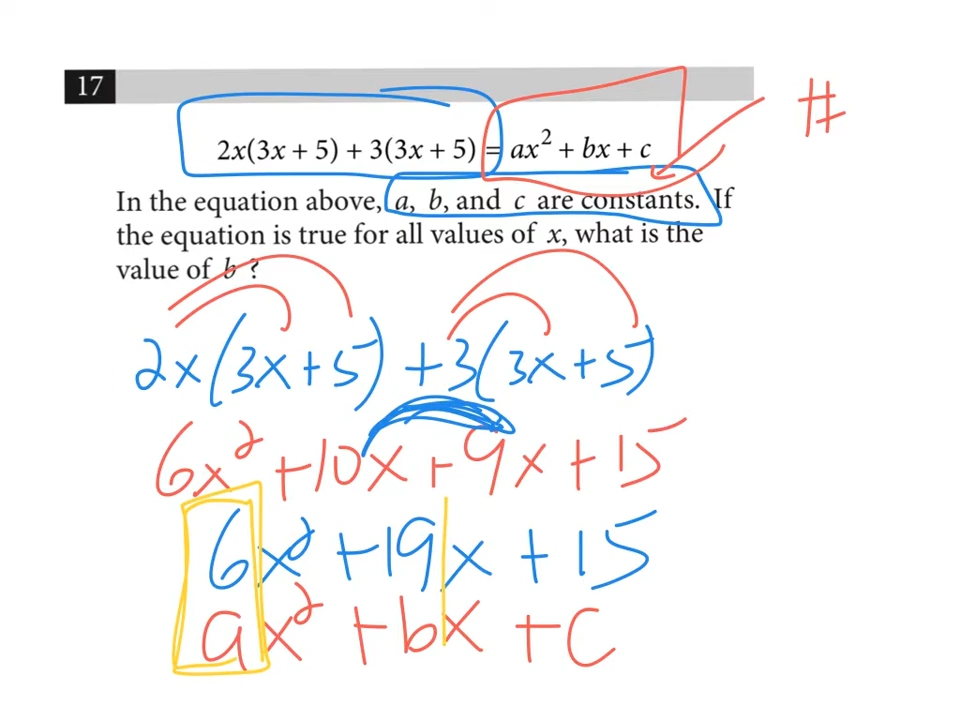 17
#
2x(3x + 5) + 3(3x + 5) = ax² + bx + c
In the equation above, a, b, and c are constants. If
the equation is true for all values of x, what is the
value of b ?
2x(3x+5) +3(3x+5)
6x²+10x+9x+15
6x²+19x+15
ax²+bx+c